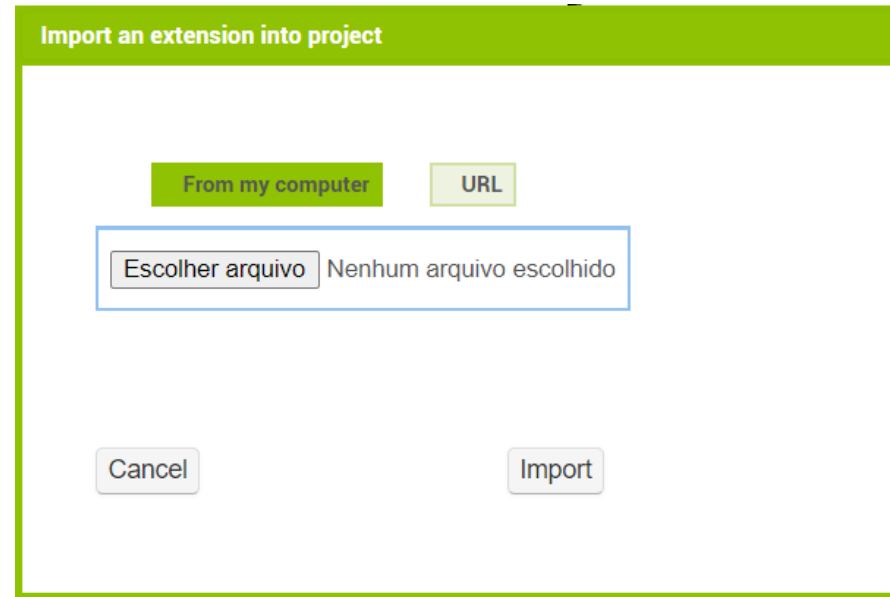 Import an extension into project
From my computer URL
Escolher arquivo Nenhum arquivo escolhido
Cancel Import